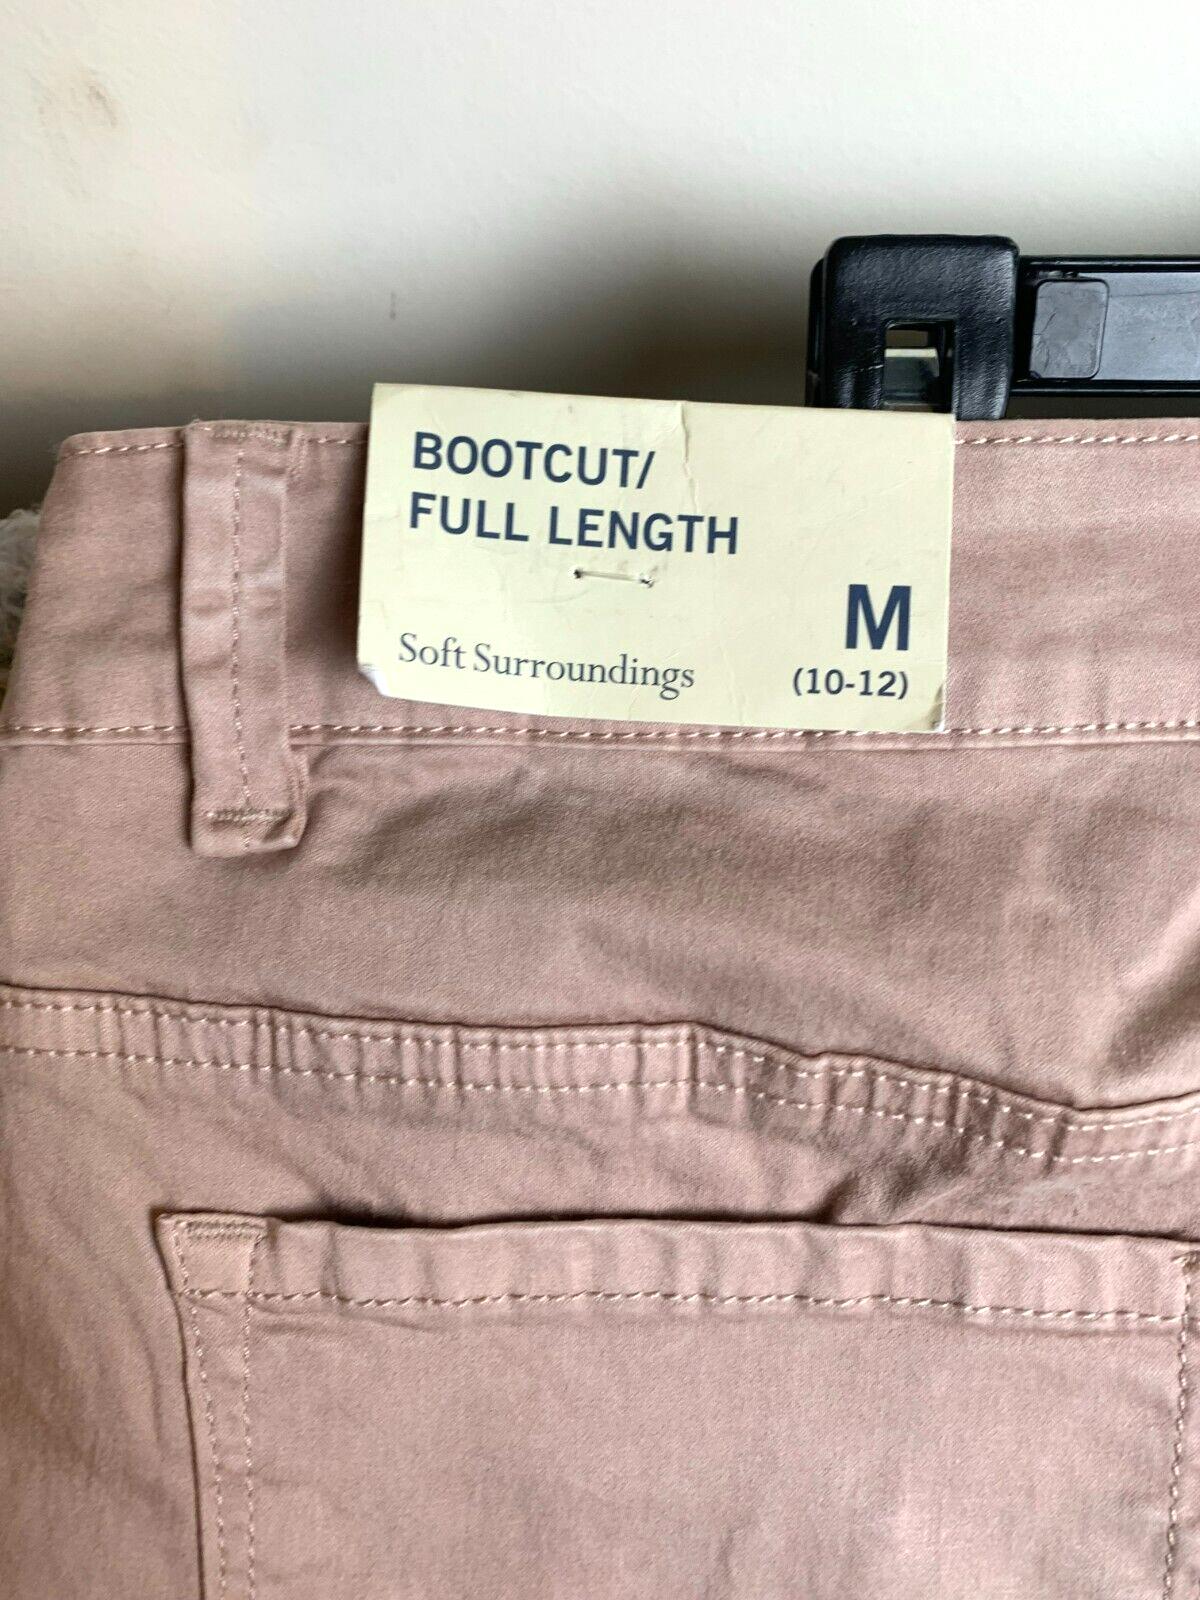 BOOTCUT/
FULL LENGTH
M
Soft Surroundings
(10-12)